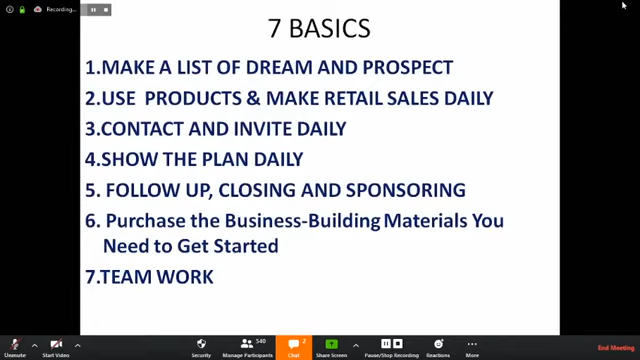 Recording...
7 BASICS
1.MAKE A LIST OF DREAM AND PROSPECT
2.USE PRODUCTS & MAKE RETAIL SALES DAILY
3.CONTACT AND INVITE DAILY
4.SHOW THE PLAN DAILY
5. FOLLOW UP, CLOSING AND SPONSORING
6. Purchase the Business-Building Materials You
Need to Get Started
7.TEAM WORK
Unmute
Start Video
Security
540
Manage Participants
2
Chat
Share Screen
Pause/Stop Recording
Reactions
More
End Meeting